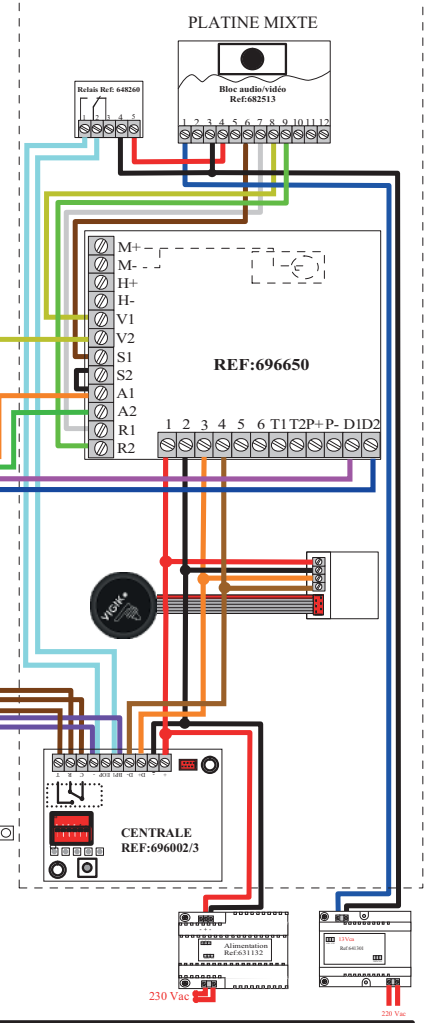 PLATINE MIXTE
Relais Ref: 648260
1 2 3 4 5
Bloc audio/vidéo
Ref:682513
1 2 3 4 5 6 7 8 9 10 11 12
M+
M-
H+
H-
V1
V2
S1
S2
A1
A2
R1
R2
REF:696650
1 2 3 4 5 6 T1 T2 P+ P- D1 D2
VIGIK
T R C - EOP BP1 D- D+ - +
CENTRALE
REF:696002/3
- + -
Alimentation
Ref:631132
230 Vac
13Vca
220 Vac